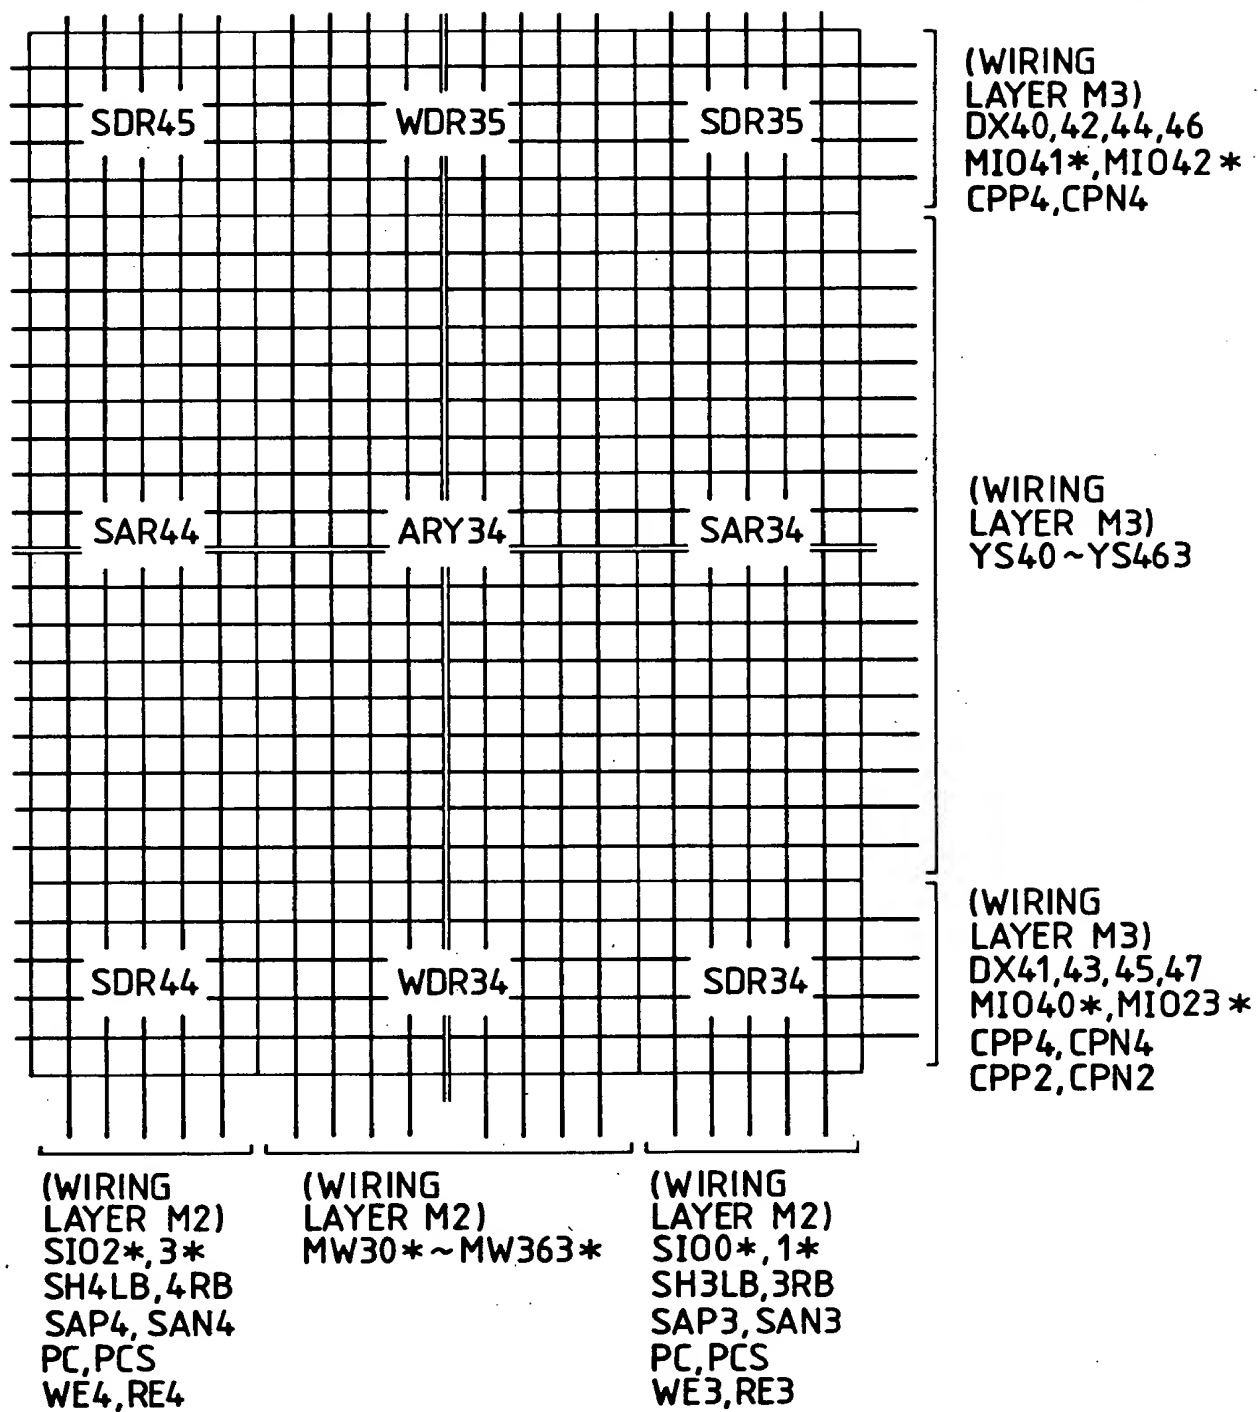 (WIRING
LAYER M3)
DX40,42,44,46
MIO41*,MIO42*
CPP4,CPN4
SDR45
WDR35
SDR35
(WIRING
LAYER M3)
YS40~YS463
SAR44
ARY34
SAR34
(WIRING
LAYER M3)
DX41,43,45,47
MIO40*,MIO23*
CPP4,CPN4
CPP2,CPN2
SDR44
WDR34
SDR34
(WIRING
LAYER M2)
SIO2*,3*
SH4LB,4RB
SAP4,SAN4
PC,PCS
WE4,RE4
(WIRING
LAYER M2)
MW30*~MW363*
(WIRING
LAYER M2)
SIO0*,1*
SH3LB,3RB
SAP3,SAN3
PC,PCS
WE3,RE3